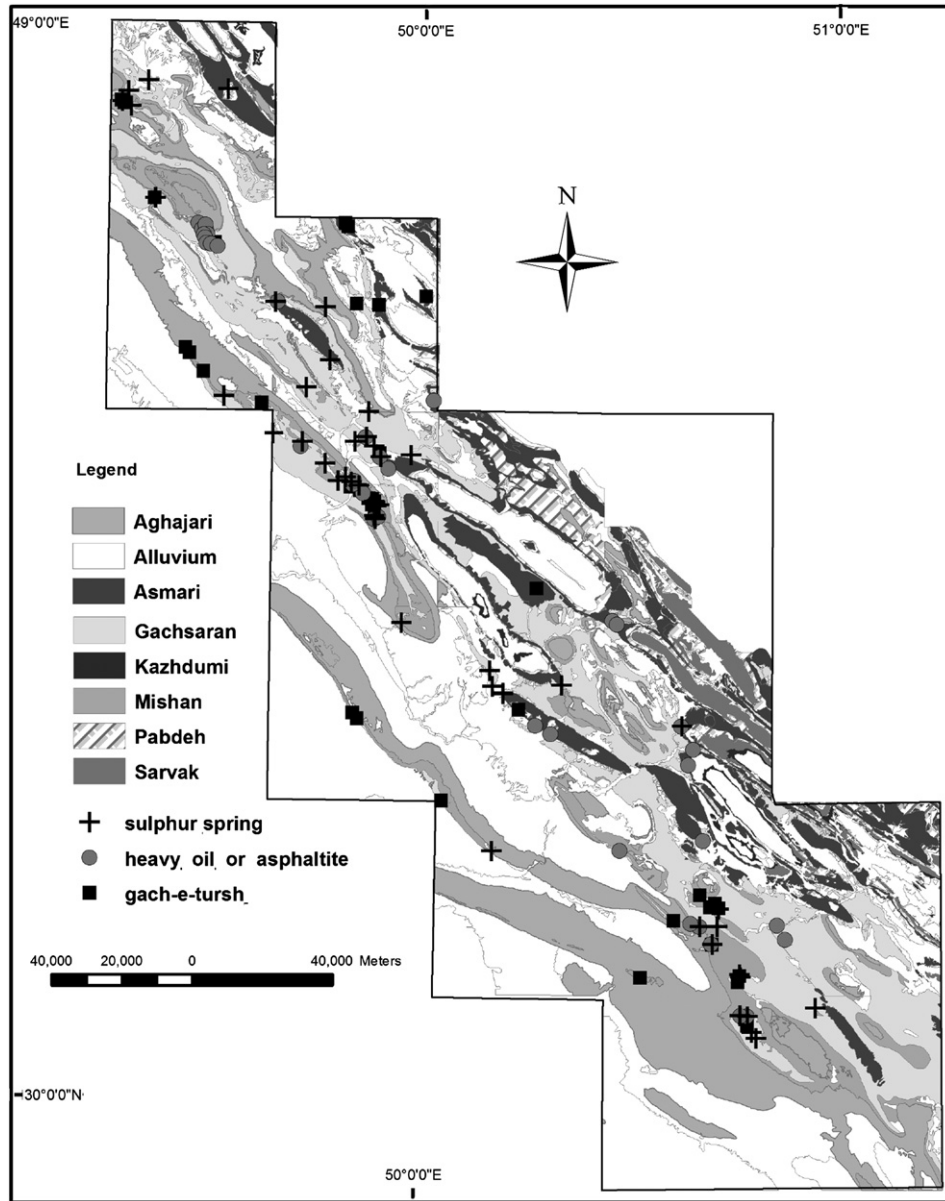 49°0'0"E
50°0'0"E
51°0'0"E
N
Legend
Aghajari
Alluvium
Asmari
Gachsaran
Kazhdumi
Mishan
Pabdeh
Sarvak
sulphur spring
heavy oil or asphaltite
gach-e-tursh
40,000 20,000 0 40,000 Meters
30°0'0"N
50°0'0"E